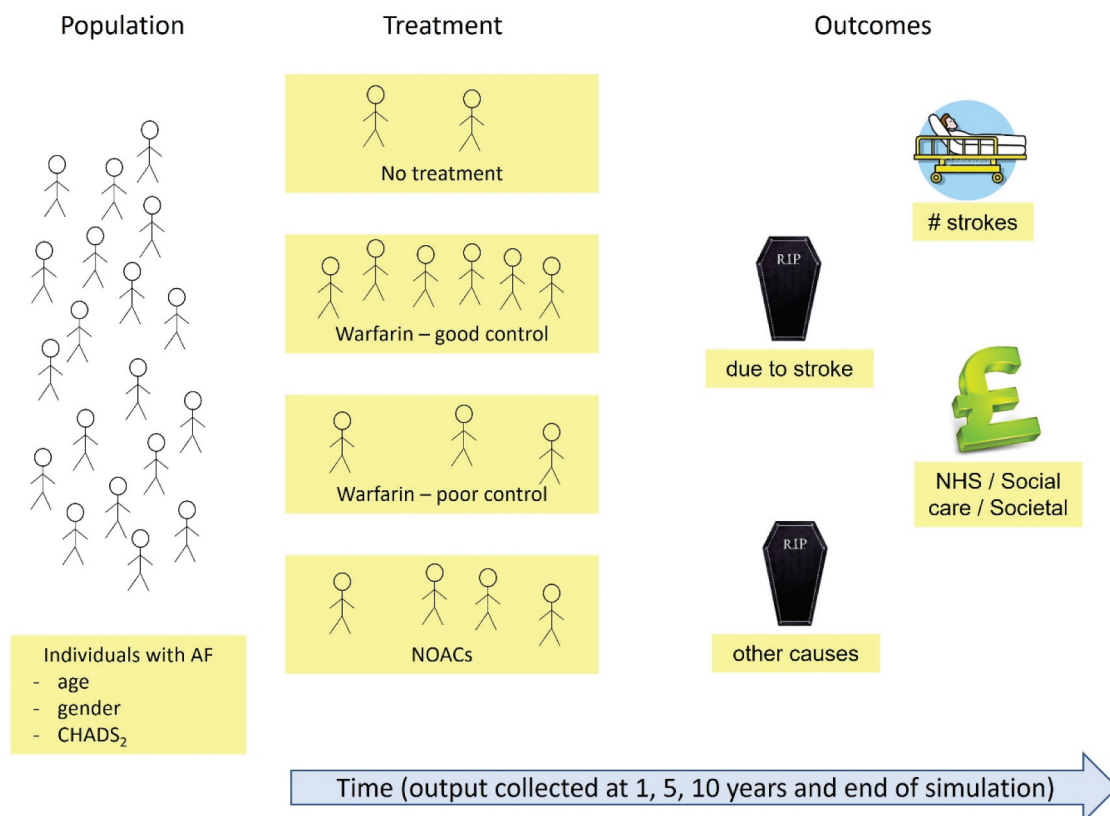 Population
Treatment
Outcomes
No treatment
# strokes
Warfarin – good control
R.I.P.
due to stroke
Warfarin – poor control
NHS / Social
care / Societal
NOACs
R.I.P.
other causes
Individuals with AF
- age
- gender
- CHADS₂
Time (output collected at 1, 5, 10 years and end of simulation)